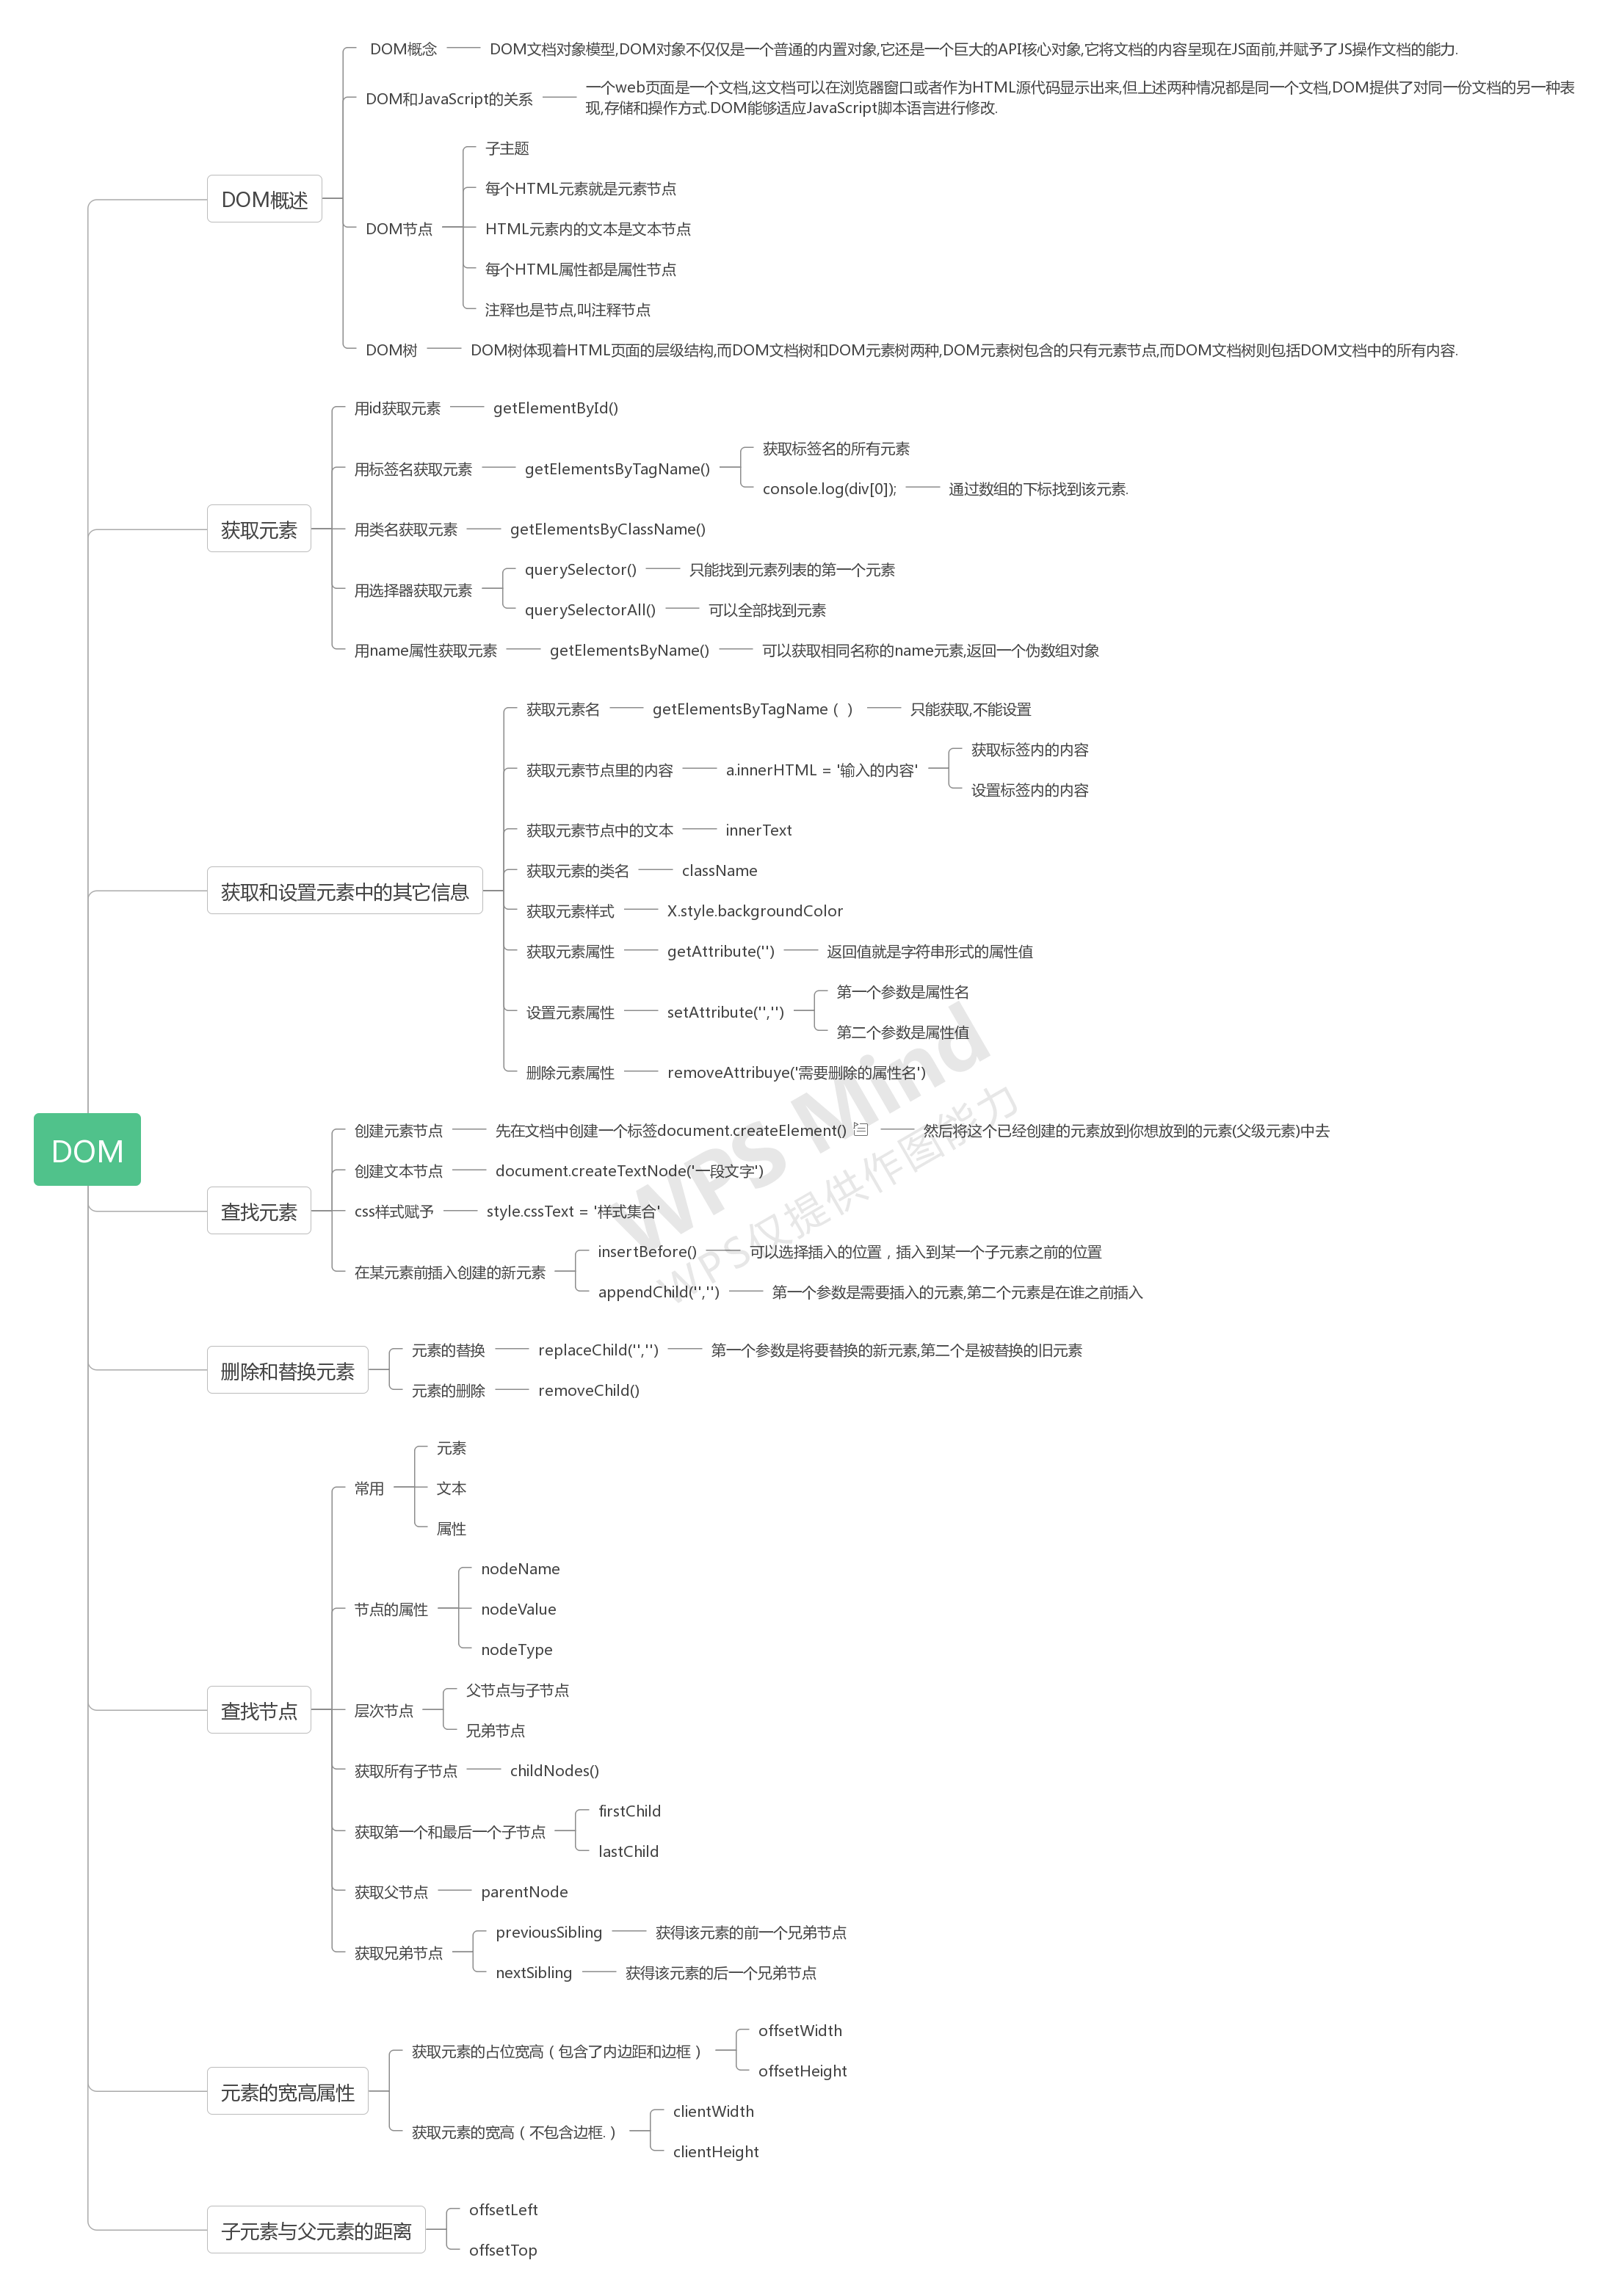 DOM
DOM概述
DOM概念
DOM文档对象模型,DOM对象不仅仅是一个普通的内置对象,它还是一个巨大的API核心对象,它将文档的内容呈现在JS面前,并赋予了JS操作文档的能力.
DOM和JavaScript的关系
一个web页面是一个文档,这文档可以在浏览器窗口或者作为HTML源代码显示出来,但上述两种情况都是同一个文档,DOM提供了对同一份文档的另一种表
现,存储和操作方式.DOM能够适应JavaScript脚本语言进行修改.
DOM节点
子主题
每个HTML元素就是元素节点
HTML元素内的文本是文本节点
每个HTML属性都是属性节点
注释也是节点,叫注释节点
DOM树
DOM树体现着HTML页面的层级结构,而DOM文档树和DOM元素树两种,DOM元素树包含的只有元素节点,而DOM文档树则包括DOM文档中的所有内容.
获取元素
用id获取元素
getElementById()
用标签名获取元素
getElementsByTagName()
获取标签名的所有元素
console.log(div[0]);
通过数组的下标找到该元素.
用类名获取元素
getElementsByClassName()
用选择器获取元素
querySelector()
只能找到元素列表的第一个元素
querySelectorAll()
可以全部找到元素
用name属性获取元素
getElementsByName()
可以获取相同名称的name元素,返回一个伪数组对象
获取和设置元素中的其它信息
获取元素名
getElementsByTagName（ ）
只能获取,不能设置
获取元素节点里的内容
a.innerHTML = '输入的内容'
获取标签内的内容
设置标签内的内容
获取元素节点中的文本
innerText
获取元素的类名
className
获取元素样式
X.style.backgroundColor
获取元素属性
getAttribute('')
返回值就是字符串形式的属性值
设置元素属性
setAttribute('','')
第一个参数是属性名
第二个参数是属性值
删除元素属性
removeAttribuye('需要删除的属性名')
查找元素
创建元素节点
先在文档中创建一个标签document.createElement()
然后将这个已经创建的元素放到你想放到的元素(父级元素)中去
创建文本节点
document.createTextNode('一段文字')
css样式赋予
style.cssText = '样式集合'
在某元素前插入创建的新元素
insertBefore()
可以选择插入的位置，插入到某一个子元素之前的位置
appendChild('','')
第一个参数是需要插入的元素,第二个元素是在谁之前插入
删除和替换元素
元素的替换
replaceChild('','')
第一个参数是将要替换的新元素,第二个是被替换的旧元素
元素的删除
removeChild()
查找节点
常用
元素
文本
属性
节点的属性
nodeName
nodeValue
nodeType
层次节点
父节点与子节点
兄弟节点
获取所有子节点
childNodes()
获取第一个和最后一个子节点
firstChild
lastChild
获取父节点
parentNode
获取兄弟节点
previousSibling
获得该元素的前一个兄弟节点
nextSibling
获得该元素的后一个兄弟节点
元素的宽高属性
获取元素的占位宽高（包含了内边距和边框）
offsetWidth
offsetHeight
获取元素的宽高（不包含边框.）
clientWidth
clientHeight
子元素与父元素的距离
offsetLeft
offsetTop
WPS Mind
WPS仅提供作图能力